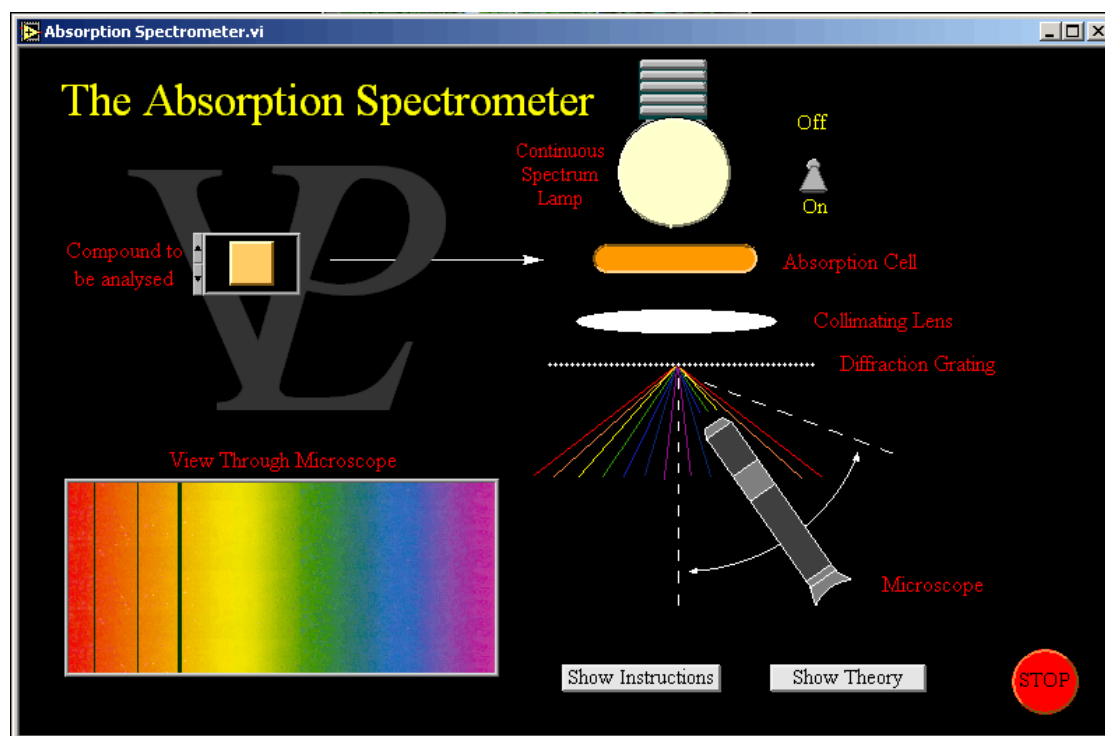 Absorption Spectrometer.vi
The Absorption Spectrometer
Continuous
Spectrum
Lamp
Off
On
Compound to
be analysed
Absorption Cell
Collimating Lens
Diffraction Grating
View Through Microscope
Microscope
Show Instructions
Show Theory
STOP
VPL